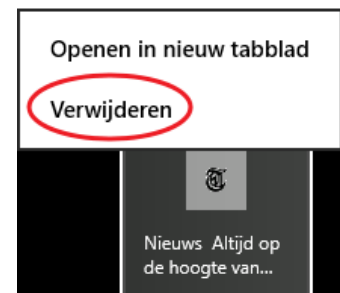 Openen in nieuw tabblad
Verwijderen
Nieuws Altijd op
de hoogte van...